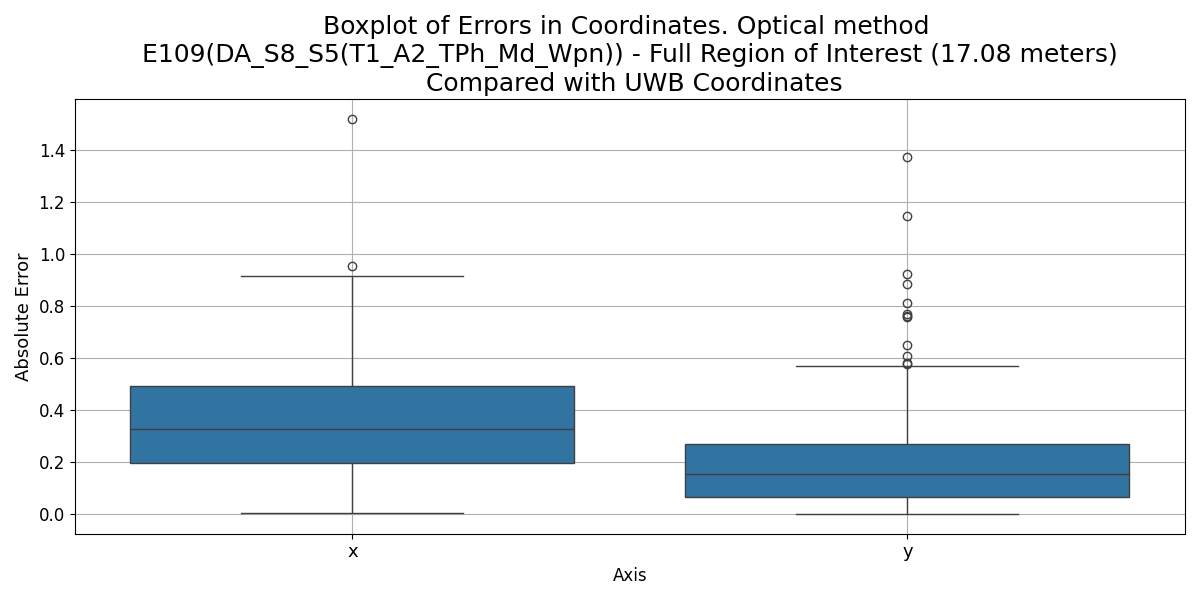 Boxplot of Errors in Coordinates. Optical method
E109(DA_S8_S5(T1_A2_TPh_Md_Wpn)) - Full Region of Interest (17.08 meters)
Compared with UWB Coordinates
Absolute Error
1.4
1.2
1.0
0.8
0.6
0.4
0.2
0.0
x
y
Axis